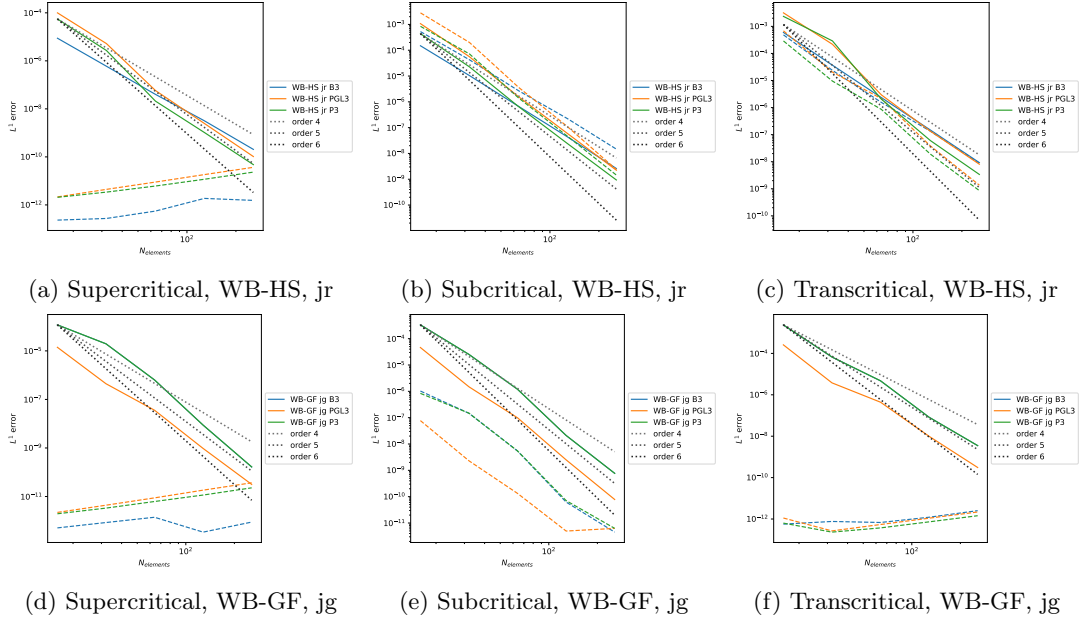 10⁻⁴
10⁻⁶
10⁻⁸
10⁻¹⁰
10⁻¹²
L¹ error
10²
N_elements
WB-HS jr B3
WB-HS jr PGL3
WB-HS jr P3
order 4
order 5
order 6
(a) Supercritical, WB-HS, jr
10⁻³
10⁻⁴
10⁻⁵
10⁻⁶
10⁻⁷
10⁻⁸
10⁻⁹
10⁻¹⁰
L¹ error
10²
N_elements
WB-HS jr B3
WB-HS jr PGL3
WB-HS jr P3
order 4
order 5
order 6
(b) Subcritical, WB-HS, jr
10⁻³
10⁻⁴
10⁻⁵
10⁻⁶
10⁻⁷
10⁻⁸
10⁻⁹
10⁻¹⁰
L¹ error
10²
N_elements
WB-HS jr B3
WB-HS jr PGL3
WB-HS jr P3
order 4
order 5
order 6
(c) Transcritical, WB-HS, jr
10⁻⁵
10⁻⁷
10⁻⁹
10⁻¹¹
L¹ error
10²
N_elements
WB-GF jg B3
WB-GF jg PGL3
WB-GF jg P3
order 4
order 5
order 6
(d) Supercritical, WB-GF, jg
10⁻⁴
10⁻⁵
10⁻⁶
10⁻⁷
10⁻⁸
10⁻⁹
10⁻¹⁰
10⁻¹¹
L¹ error
10²
N_elements
WB-GF jg B3
WB-GF jg PGL3
WB-GF jg P3
order 4
order 5
order 6
(e) Subcritical, WB-GF, jg
10⁻⁴
10⁻⁶
10⁻⁸
10⁻¹⁰
10⁻¹²
L¹ error
10²
N_elements
WB-GF jg B3
WB-GF jg PGL3
WB-GF jg P3
order 4
order 5
order 6
(f) Transcritical, WB-GF, jg